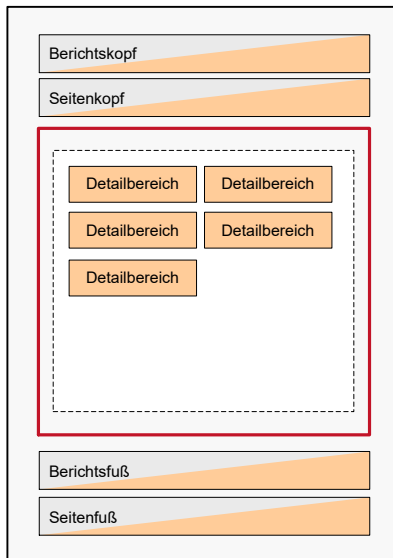 Berichtskopf
Seitenkopf
Detailbereich Detailbereich
Detailbereich Detailbereich
Detailbereich
Berichtsfuß
Seitenfuß